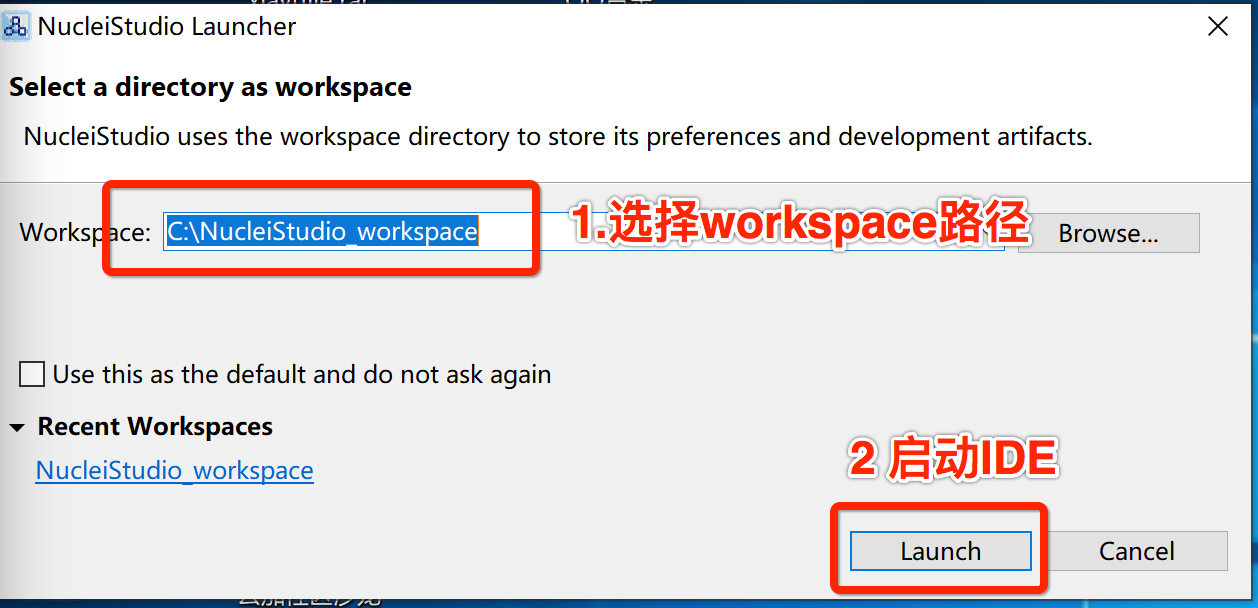 NucleiStudio Launcher
Select a directory as workspace
NucleiStudio uses the workspace directory to store its preferences and development artifacts.
Workspace: C:\NucleiStudio_workspace 1.选择workspace路径 Browse...
Use this as the default and do not ask again
Recent Workspaces
NucleiStudio_workspace
2 启动IDE
Launch Cancel